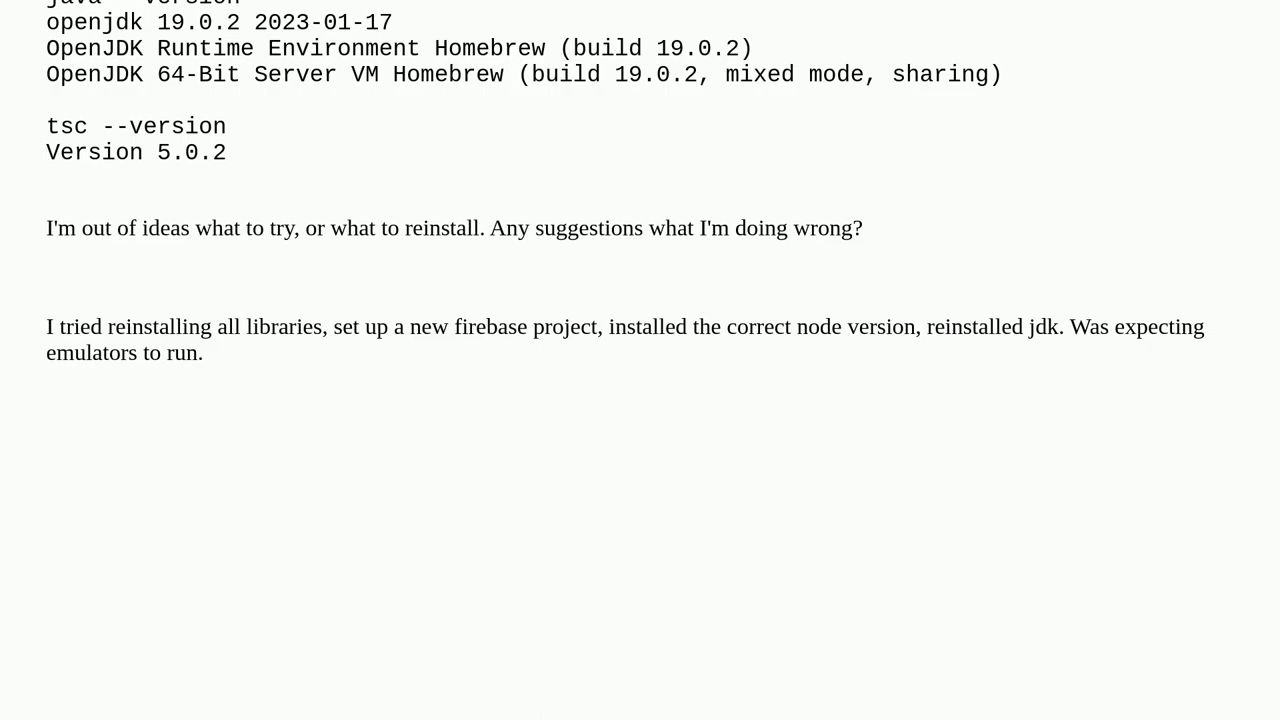 java --version
openjdk 19.0.2 2023-01-17
OpenJDK Runtime Environment Homebrew (build 19.0.2)
OpenJDK 64-Bit Server VM Homebrew (build 19.0.2, mixed mode, sharing)
tsc --version
Version 5.0.2
I'm out of ideas what to try, or what to reinstall. Any suggestions what I'm doing wrong?
I tried reinstalling all libraries, set up a new firebase project, installed the correct node version, reinstalled jdk. Was expecting
emulators to run.